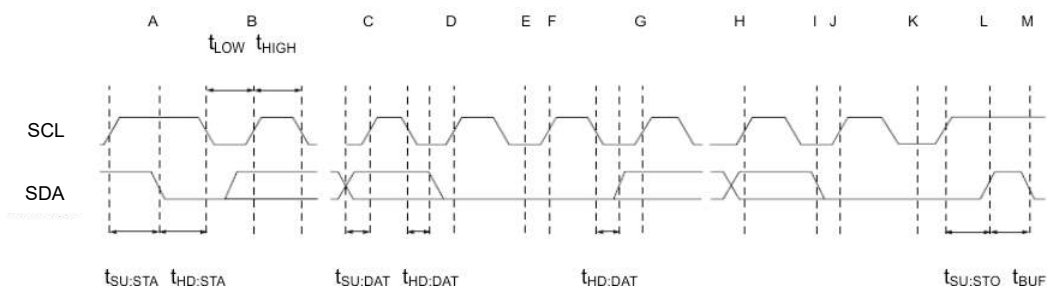 A B C D E F G H I J K L M
tLOW tHIGH
SCL
SDA
tSU:STA tHD:STA tSU:DAT tHD:DAT tHD:DAT tSU:STO tBUF